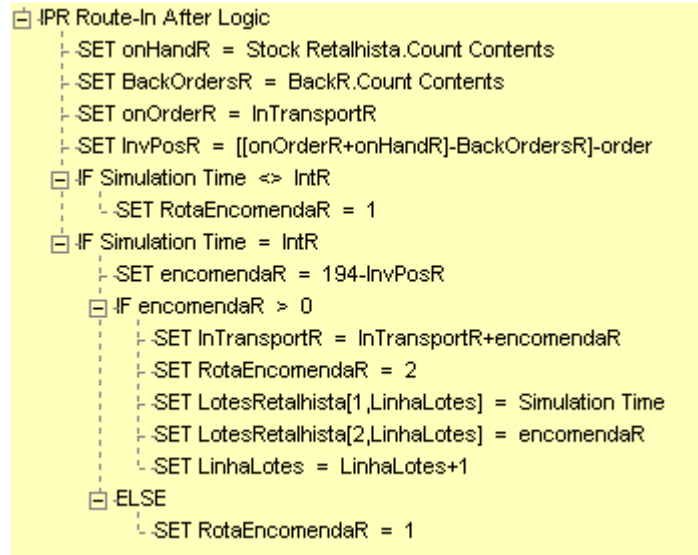 IPR Route-In After Logic
SET onHandR = Stock Retalhista.Count Contents
SET BackOrdersR = BackR.Count Contents
SET onOrderR = InTransportR
SET InvPosR = [[onOrderR+onHandR]-BackOrdersR]-order
IF Simulation Time <> IntR
SET RotaEncomendaR = 1
IF Simulation Time = IntR
SET encomendaR = 194-InvPosR
IF encomendaR > 0
SET InTransportR = InTransportR+encomendaR
SET RotaEncomendaR = 2
SET LotesRetalhista[1,LinhaLotes] = Simulation Time
SET LotesRetalhista[2,LinhaLotes] = encomendaR
SET LinhaLotes = LinhaLotes+1
ELSE
SET RotaEncomendaR = 1